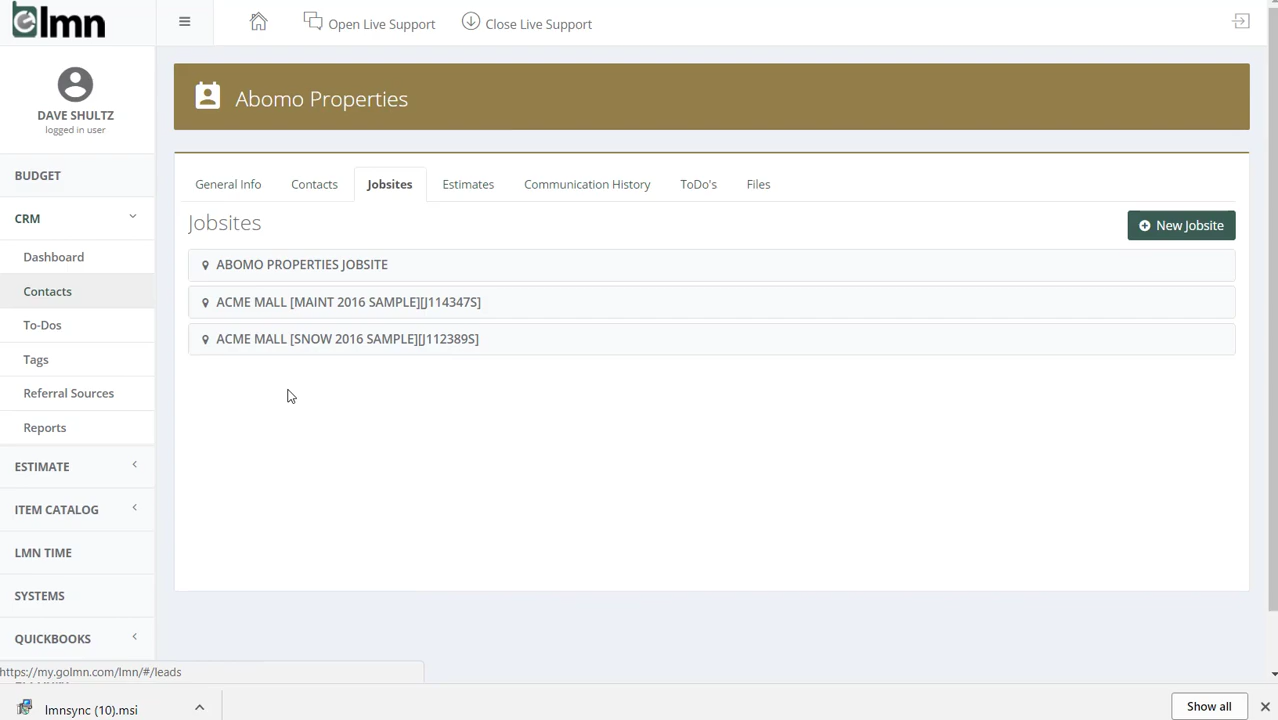 lmn
Open Live Support
Close Live Support
DAVE SHULTZ
logged in user
BUDGET
CRM
Dashboard
Contacts
To-Dos
Tags
Referral Sources
Reports
ESTIMATE
ITEM CATALOG
LMN TIME
SYSTEMS
QUICKBOOKS
Abomo Properties
General Info
Contacts
Jobsites
Estimates
Communication History
ToDo's
Files
Jobsites
New Jobsite
ABOMO PROPERTIES JOBSITE
ACME MALL [MAINT 2016 SAMPLE][J114347S]
ACME MALL [SNOW 2016 SAMPLE][J112389S]
https://my.golmn.com/lmn/#/leads
lmnsync (10).msi
Show all